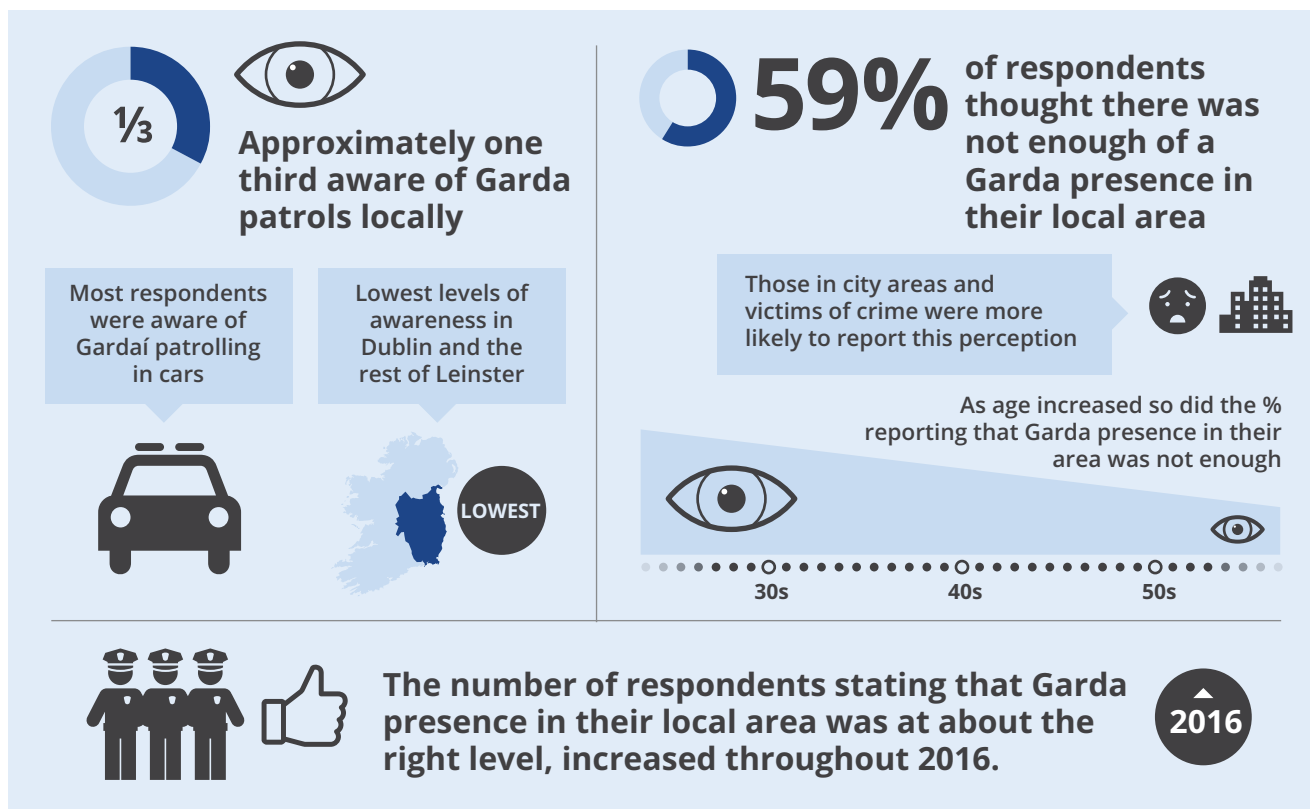 ⅓
Approximately one
third aware of Garda
patrols locally
Most respondents
were aware of
Gardaí patrolling
in cars
Lowest levels of
awareness in
Dublin and the
rest of Leinster
LOWEST
59%
of respondents
thought there was
not enough of a
Garda presence in
their local area
Those in city areas and
victims of crime were more
likely to report this perception
As age increased so did the %
reporting that Garda presence in their
area was not enough
30s
40s
50s
The number of respondents stating that Garda
presence in their local area was at about the
right level, increased throughout 2016.
2016